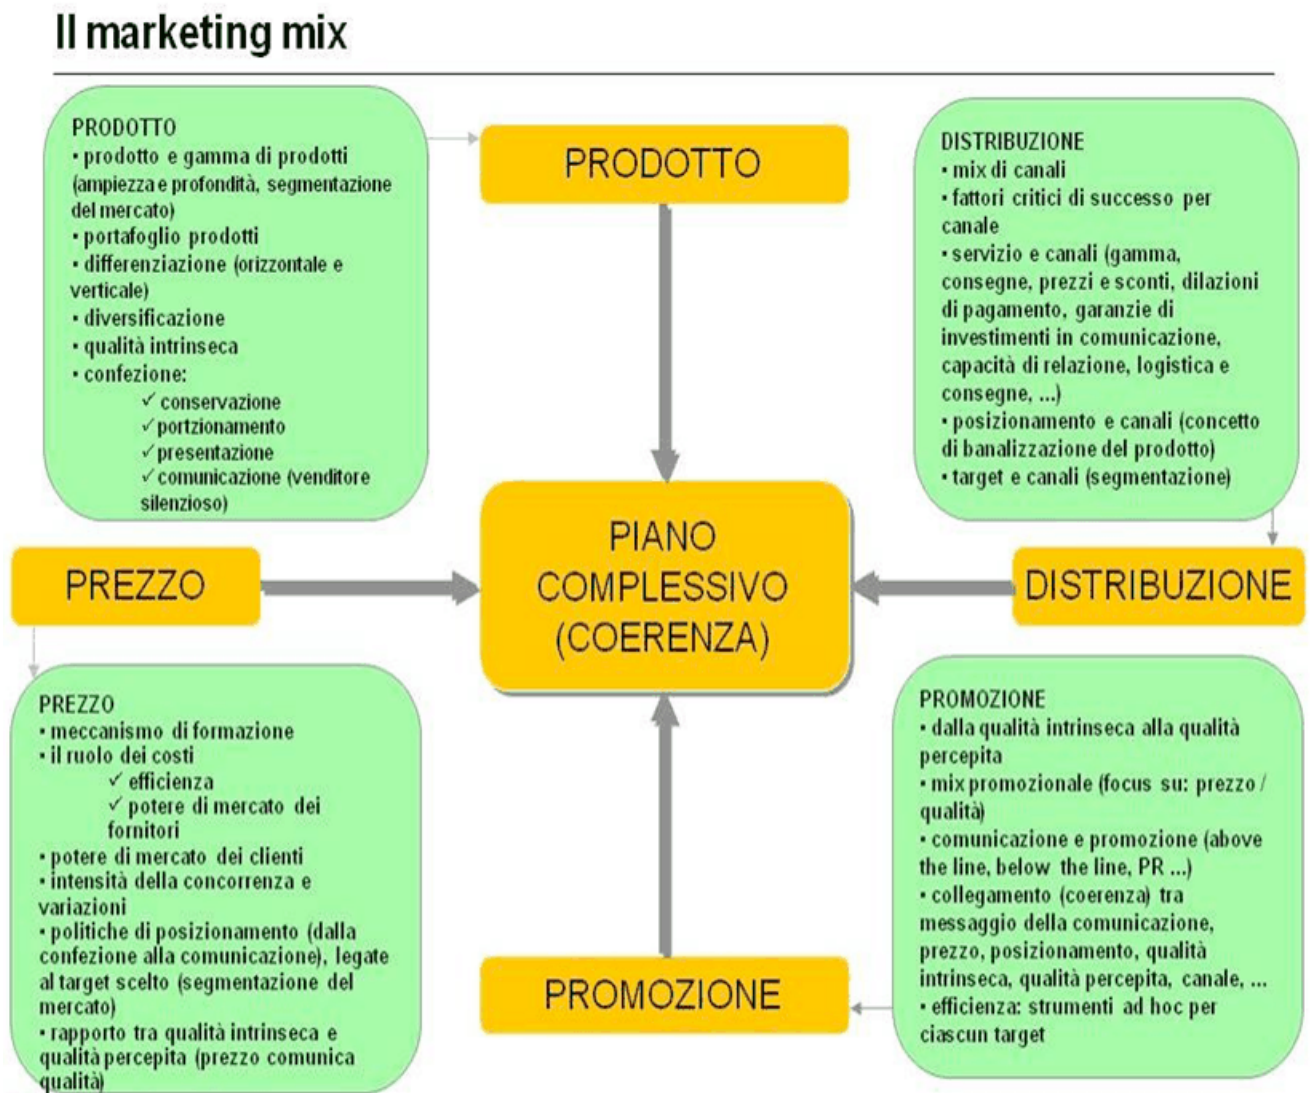 Il marketing mix
PRODOTTO
▪ prodotto e gamma di prodotti
(ampiezza e profondità, segmentazione
del mercato)
▪ portafoglio prodotti
▪ differenziazione (orizzontale e
verticale)
▪ diversificazione
▪ qualità intrinseca
▪ confezione:
✓ conservazione
✓ portzionamento
✓ presentazione
✓ comunicazione (venditore
silenzioso)
PRODOTTO
DISTRIBUZIONE
▪ mix di canali
▪ fattori critici di successo per
canale
▪ servizio e canali (gamma,
consegne, prezzi e sconti, dilazioni
di pagamento, garanzie di
investimenti in comunicazione,
capacità di relazione, logistica e
consegne, ...)
▪ posizionamento e canali (concetto
di banalizzazione del prodotto)
▪ target e canali (segmentazione)
PREZZO
PIANO
COMPLESSIVO
(COERENZA)
DISTRIBUZIONE
PREZZO
▪ meccanismo di formazione
▪ il ruolo dei costi
✓ efficienza
✓ potere di mercato dei
fornitori
▪ potere di mercato dei clienti
▪ intensità della concorrenza e
variazioni
▪ politiche di posizionamento (dalla
confezione alla comunicazione), legate
al target scelto (segmentazione del
mercato)
▪ rapporto tra qualità intrinseca e
qualità percepita (prezzo comunica
qualità)
PROMOZIONE
PROMOZIONE
▪ dalla qualità intrinseca alla qualità
percepita
▪ mix promozionale (focus su: prezzo /
qualità)
▪ comunicazione e promozione (above
the line, below the line, PR ...)
▪ collegamento (coerenza) tra
messaggio della comunicazione,
prezzo, posizionamento, qualità
intrinseca, qualità percepita, canale, ...
▪ efficienza: strumenti ad hoc per
ciascun target